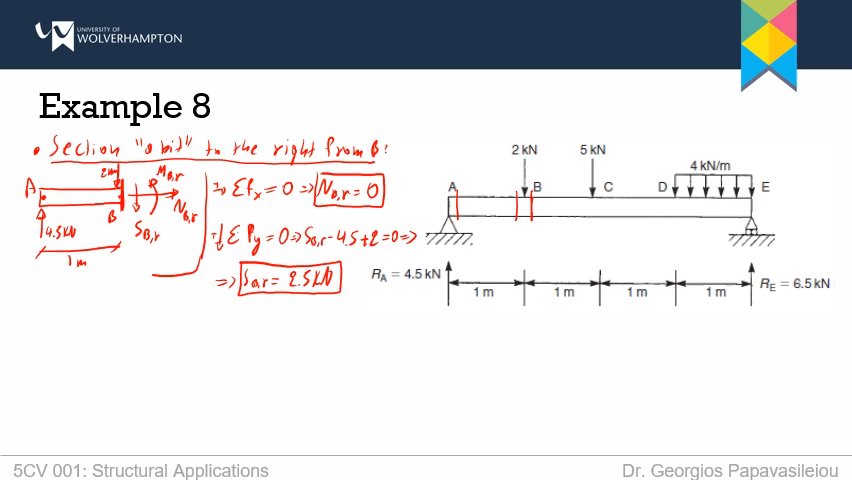 UNIVERSITY OF
WOLVERHAMPTON
Example 8
• Section "a bit" to the right from B:
2kN
M_B,r
A
B
N_B,r
S_B,r
4.5kN
1m
→ΣFx = 0 ⇒ N_B,r = 0
+↓ΣFy = 0 ⇒ S_B,r - 4.5 + 2 = 0 ⇒
⇒ S_B,r = 2.5kN
2 kN
5 kN
4 kN/m
A
B
C
D
E
R_A = 4.5 kN
1 m
1 m
1 m
1 m
R_E = 6.5 kN
5CV 001: Structural Applications
Dr. Georgios Papavasileiou